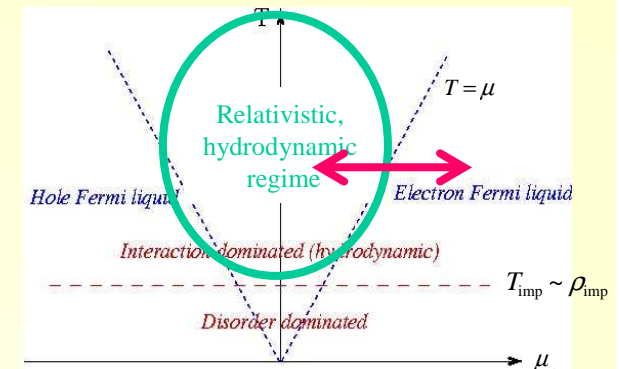 T
T = μ
Relativistic,
hydrodynamic
regime
Hole Fermi liquid
Electron Fermi liquid
Interaction dominated (hydrodynamic)
T_imp ~ ρ_imp
Disorder dominated
μ